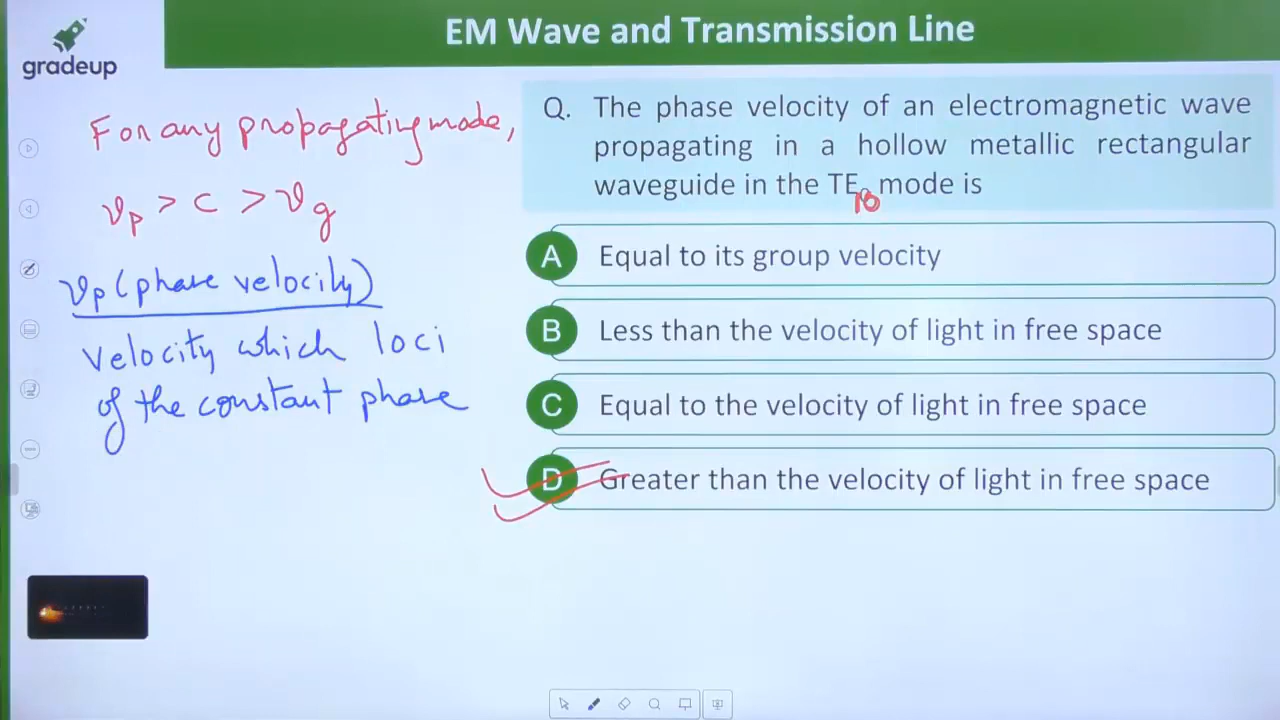 gradeup
EM Wave and Transmission Line
For any propagating mode,
υp > c > υg
υp (phase velocity)
velocity which loci
of the constant phase
Q. The phase velocity of an electromagnetic wave
propagating in a hollow metallic rectangular
waveguide in the TE10 mode is
A Equal to its group velocity
B Less than the velocity of light in free space
C Equal to the velocity of light in free space
D Greater than the velocity of light in free space